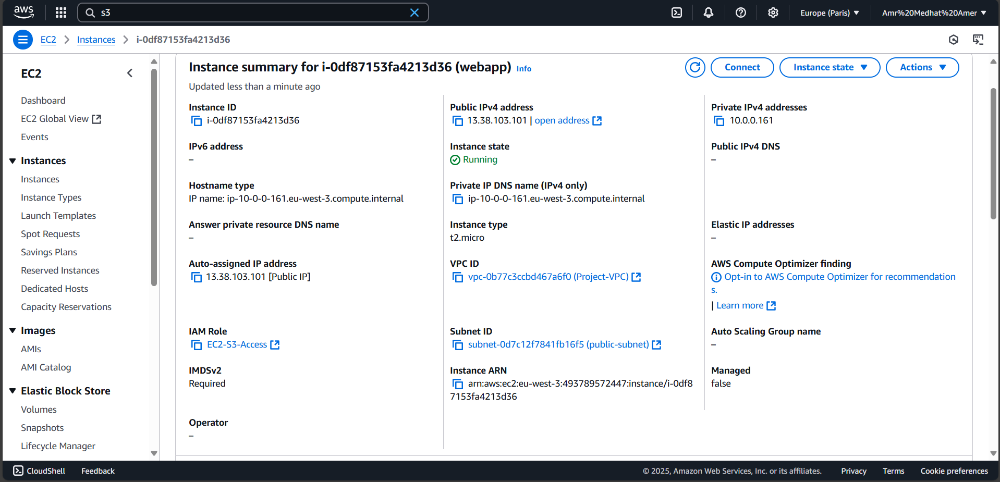 aws
s3
Europe (Paris)
Amr%20Medhat%20Amer
EC2
Instances
i-0df87153fa4213d36
EC2
Dashboard
EC2 Global View
Events
Instances
Instances
Instance Types
Launch Templates
Spot Requests
Savings Plans
Reserved Instances
Dedicated Hosts
Capacity Reservations
Images
AMIs
AMI Catalog
Elastic Block Store
Volumes
Snapshots
Lifecycle Manager
Instance summary for i-0df87153fa4213d36 (webapp) Info
Updated less than a minute ago
Connect
Instance state
Actions
Instance ID
i-0df87153fa4213d36
Public IPv4 address
13.38.103.101 | open address
Private IPv4 addresses
10.0.0.161
IPv6 address
–
Instance state
Running
Public IPv4 DNS
–
Hostname type
IP name: ip-10-0-0-161.eu-west-3.compute.internal
Private IP DNS name (IPv4 only)
ip-10-0-0-161.eu-west-3.compute.internal
Answer private resource DNS name
–
Instance type
t2.micro
Elastic IP addresses
–
Auto-assigned IP address
13.38.103.101 [Public IP]
VPC ID
vpc-0b77c3ccbd467a6f0 (Project-VPC)
AWS Compute Optimizer finding
Opt-in to AWS Compute Optimizer for recommendation
s.
| Learn more
IAM Role
EC2-S3-Access
Subnet ID
subnet-0d7c12f7841fb16f5 (public-subnet)
Auto Scaling Group name
–
IMDSv2
Required
Instance ARN
arn:aws:ec2:eu-west-3:493789572447:instance/i-0df8
7153fa4213d36
Managed
false
Operator
–
CloudShell
Feedback
© 2025, Amazon Web Services, Inc. or its affiliates.
Privacy
Terms
Cookie preferences